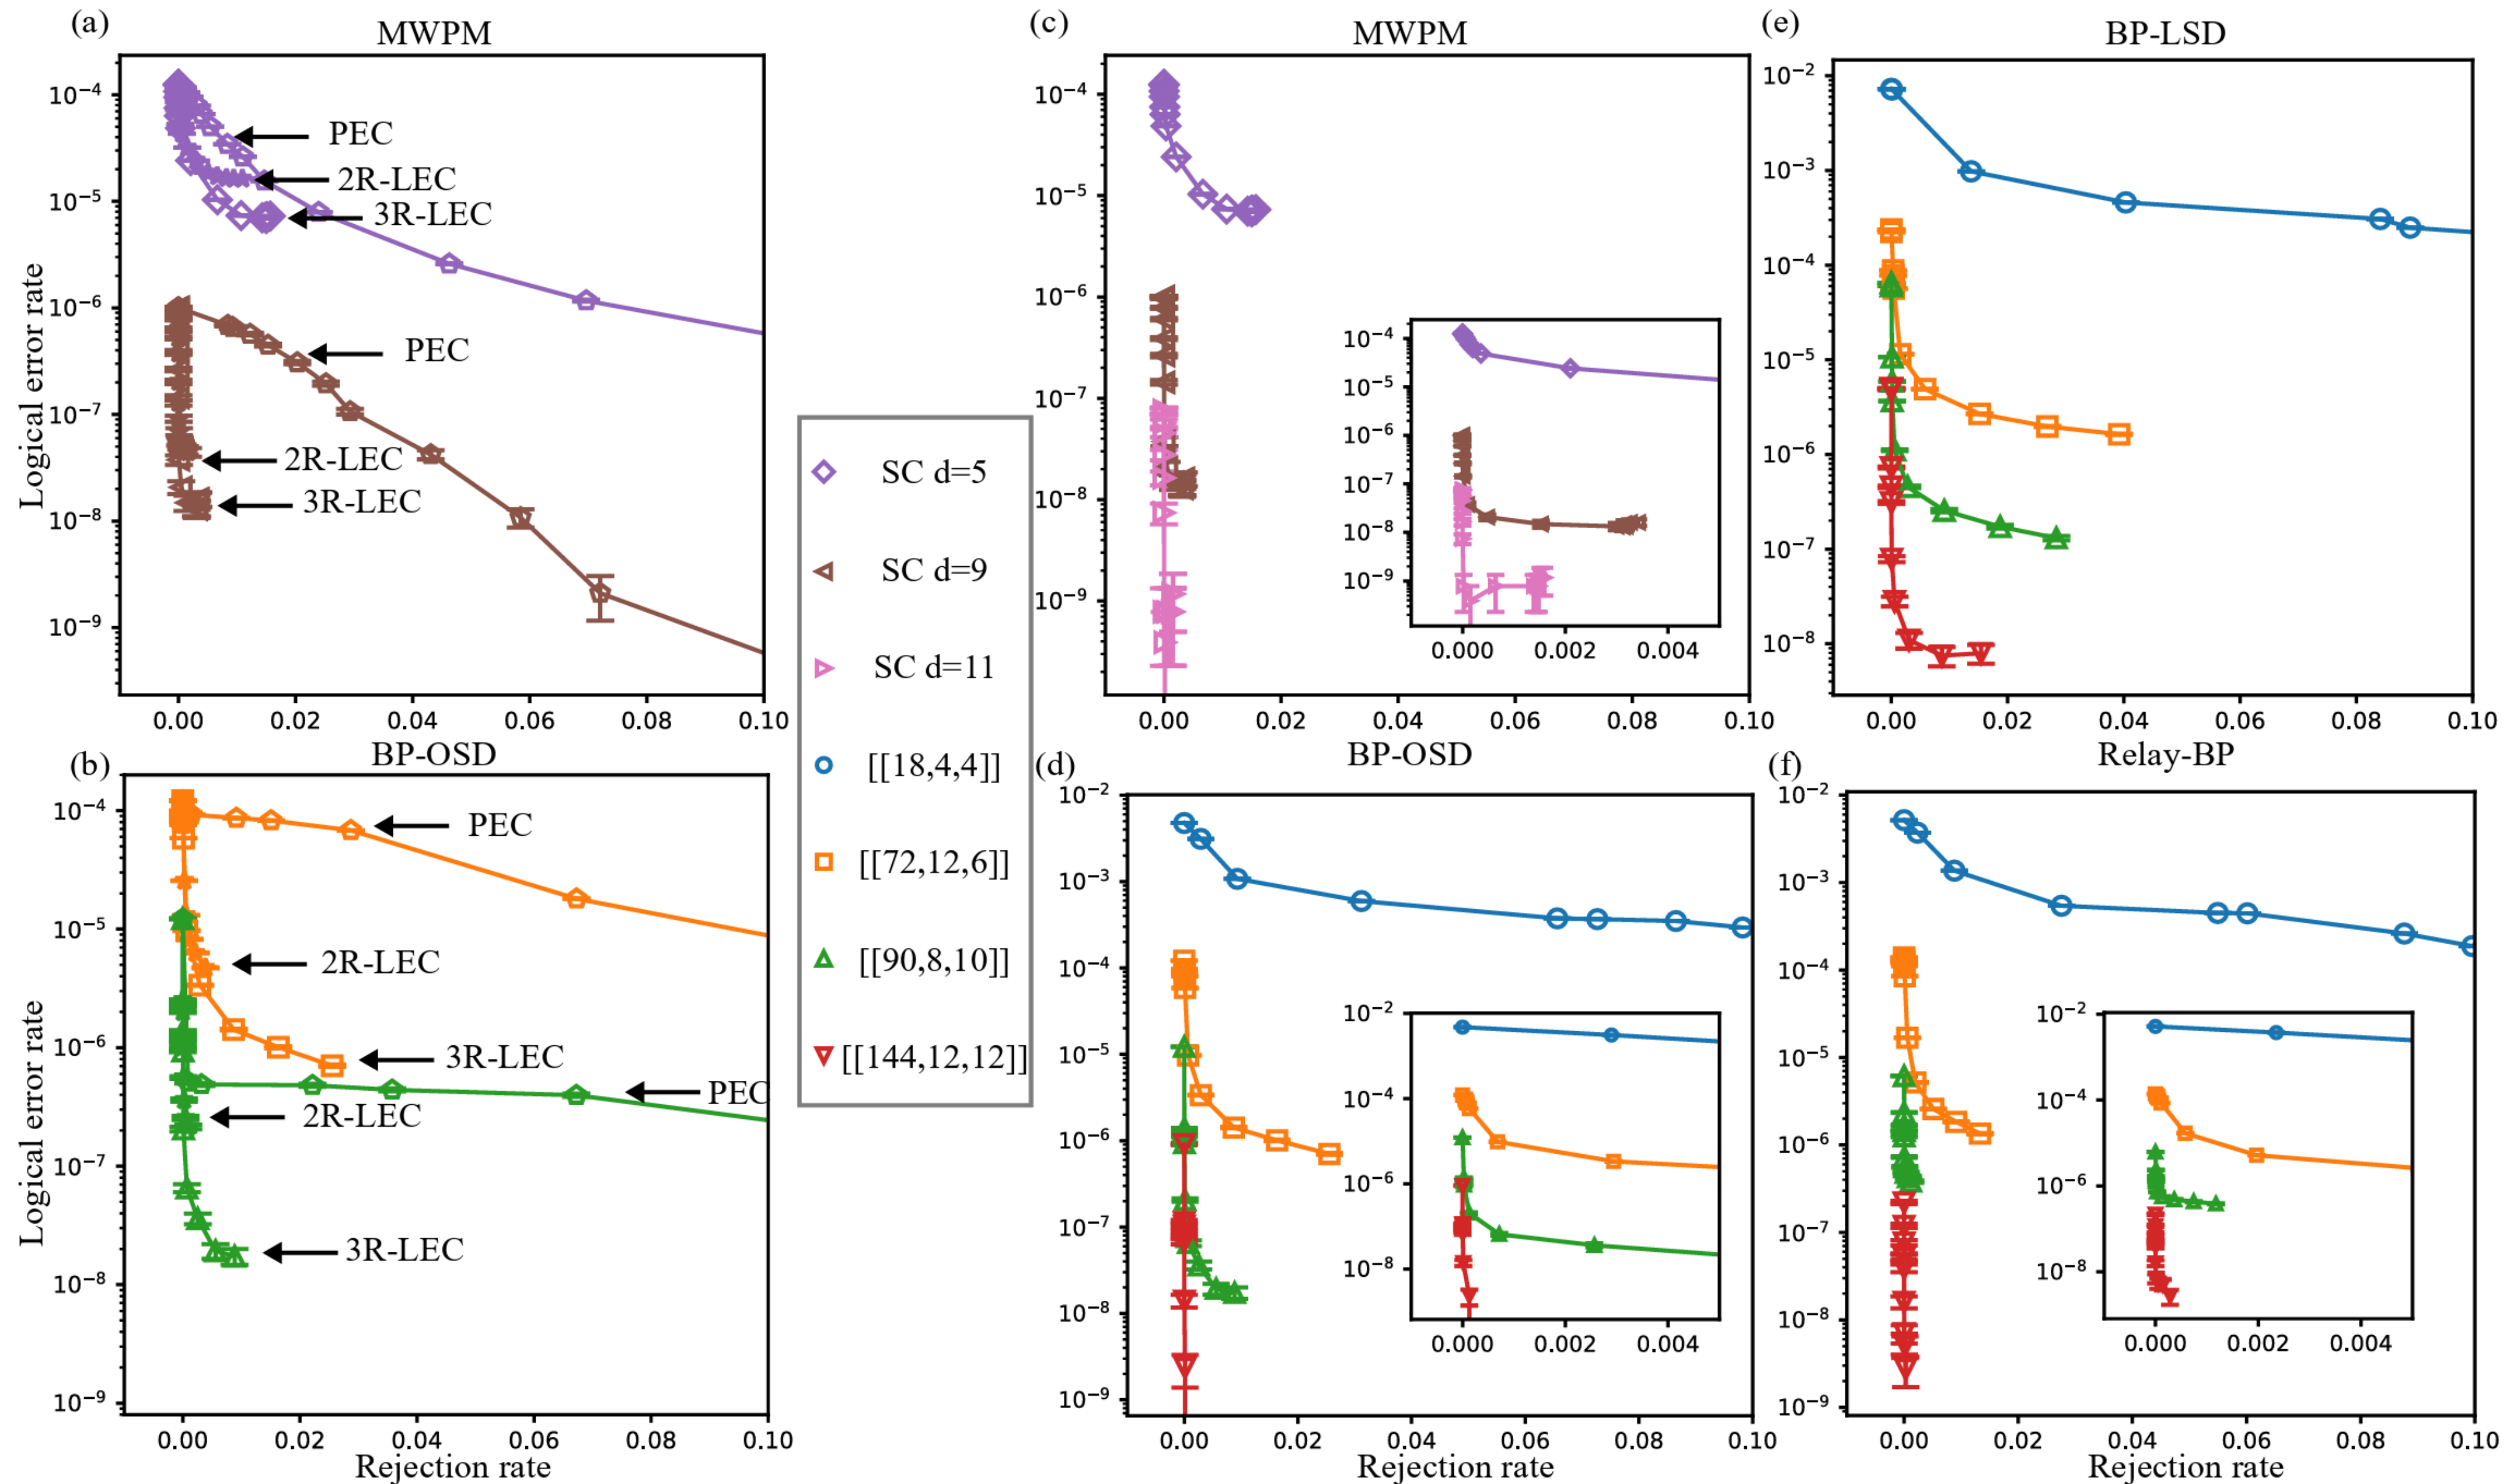 (a)
MWPM
10⁻⁴
10⁻⁵
10⁻⁶
10⁻⁷
10⁻⁸
10⁻⁹
Logical error rate
PEC
2R-LEC
3R-LEC
PEC
2R-LEC
3R-LEC
0.00 0.02 0.04 0.06 0.08 0.10
(b)
BP-OSD
10⁻⁴
10⁻⁵
10⁻⁶
10⁻⁷
10⁻⁸
10⁻⁹
Logical error rate
PEC
2R-LEC
3R-LEC
PEC
2R-LEC
3R-LEC
0.00 0.02 0.04 0.06 0.08 0.10
Rejection rate
SC d=5
SC d=9
SC d=11
[[18,4,4]]
[[72,12,6]]
[[90,8,10]]
[[144,12,12]]
(c)
MWPM
10⁻⁴
10⁻⁵
10⁻⁶
10⁻⁷
10⁻⁸
10⁻⁹
10⁻⁴
10⁻⁵
10⁻⁶
10⁻⁷
10⁻⁸
10⁻⁹
0.000 0.002 0.004
0.00 0.02 0.04 0.06 0.08 0.10
(d)
BP-OSD
10⁻²
10⁻³
10⁻⁴
10⁻⁵
10⁻⁶
10⁻⁷
10⁻⁸
10⁻⁹
10⁻²
10⁻⁴
10⁻⁶
10⁻⁸
0.000 0.002 0.004
0.00 0.02 0.04 0.06 0.08 0.10
Rejection rate
(e)
BP-LSD
10⁻²
10⁻³
10⁻⁴
10⁻⁵
10⁻⁶
10⁻⁷
10⁻⁸
0.00 0.02 0.04 0.06 0.08 0.10
(f)
Relay-BP
10⁻²
10⁻³
10⁻⁴
10⁻⁵
10⁻⁶
10⁻⁷
10⁻⁸
10⁻⁹
10⁻²
10⁻⁴
10⁻⁶
10⁻⁸
0.000 0.002 0.004
0.00 0.02 0.04 0.06 0.08 0.10
Rejection rate